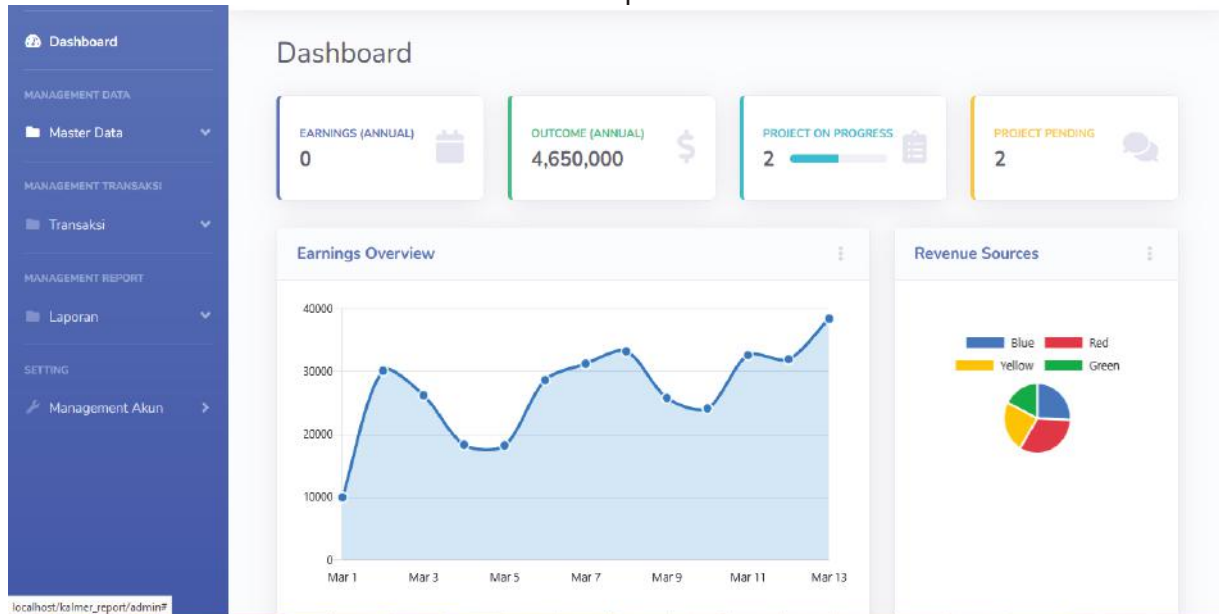 Dashboard
MANAGEMENT DATA
Master Data
MANAGEMENT TRANSAKSI
Transaksi
MANAGEMENT REPORT
Laporan
SETTING
Management Akun
localhost/kalmer_report/admin#
Dashboard
EARNINGS (ANNUAL)
0
OUTCOME (ANNUAL)
4,650,000
PROJECT ON PROGRESS
2
PROJECT PENDING
2
Earnings Overview
40000
30000
20000
10000
0
Mar 1 Mar 3 Mar 5 Mar 7 Mar 9 Mar 11 Mar 13
Revenue Sources
Blue Red
Yellow Green